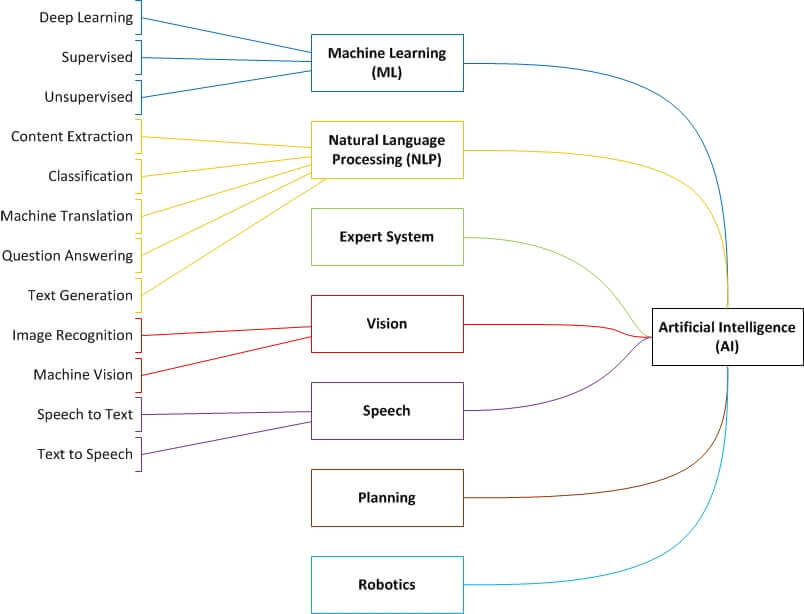 Deep Learning
Supervised
Unsupervised
Content Extraction
Classification
Machine Translation
Question Answering
Text Generation
Image Recognition
Machine Vision
Speech to Text
Text to Speech
Machine Learning
(ML)
Natural Language
Processing (NLP)
Expert System
Vision
Speech
Planning
Robotics
Artificial Intelligence
(AI)